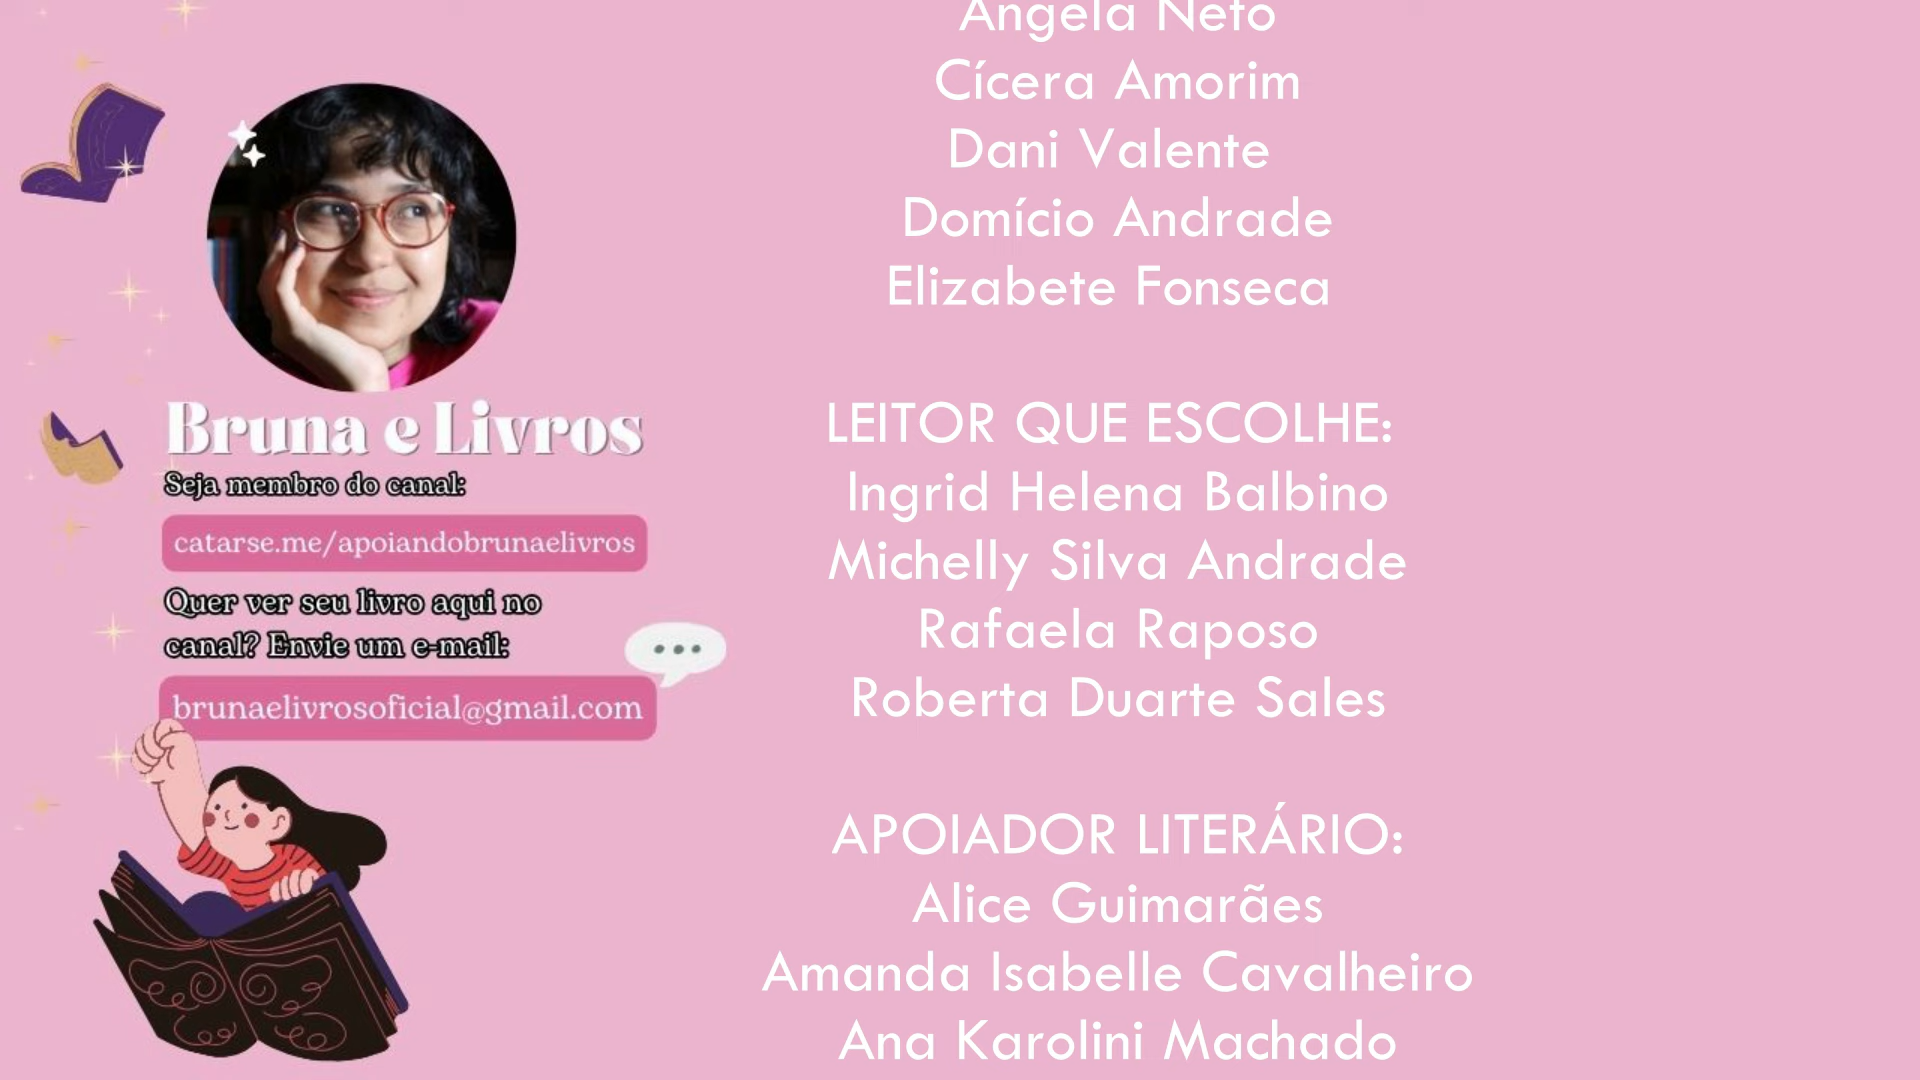 Bruna e Livros
Seja membro do canal:
catarse.me/apoiandobrunaelivros
Quer ver seu livro aqui no
canal? Envie um e-mail:
brunaelivrosoficial@gmail.com
Angela Neto
Cícera Amorim
Dani Valente
Domício Andrade
Elizabete Fonseca
LEITOR QUE ESCOLHE:
Ingrid Helena Balbino
Michelly Silva Andrade
Rafaela Raposo
Roberta Duarte Sales
APOIADOR LITERÁRIO:
Alice Guimarães
Amanda Isabelle Cavalheiro
Ana Karolini Machado